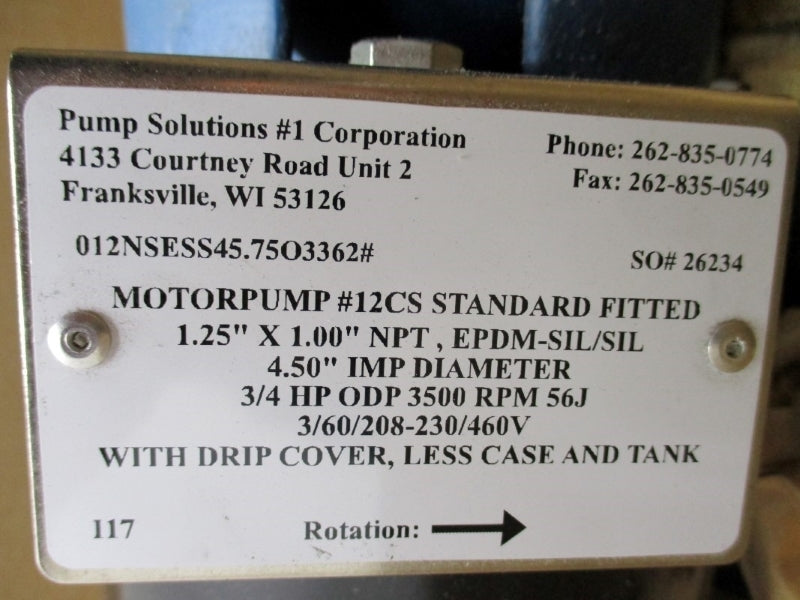 Pump Solutions #1 Corporation
4133 Courtney Road Unit 2
Franksville, WI 53126
Phone: 262-835-0774
Fax: 262-835-0549
012NSESS45.75O3362#
SO# 26234
MOTORPUMP #12CS STANDARD FITTED
1.25" X 1.00" NPT , EPDM-SIL/SIL
4.50" IMP DIAMETER
3/4 HP ODP 3500 RPM 56J
3/60/208-230/460V
WITH DRIP COVER, LESS CASE AND TANK
I17
Rotation: